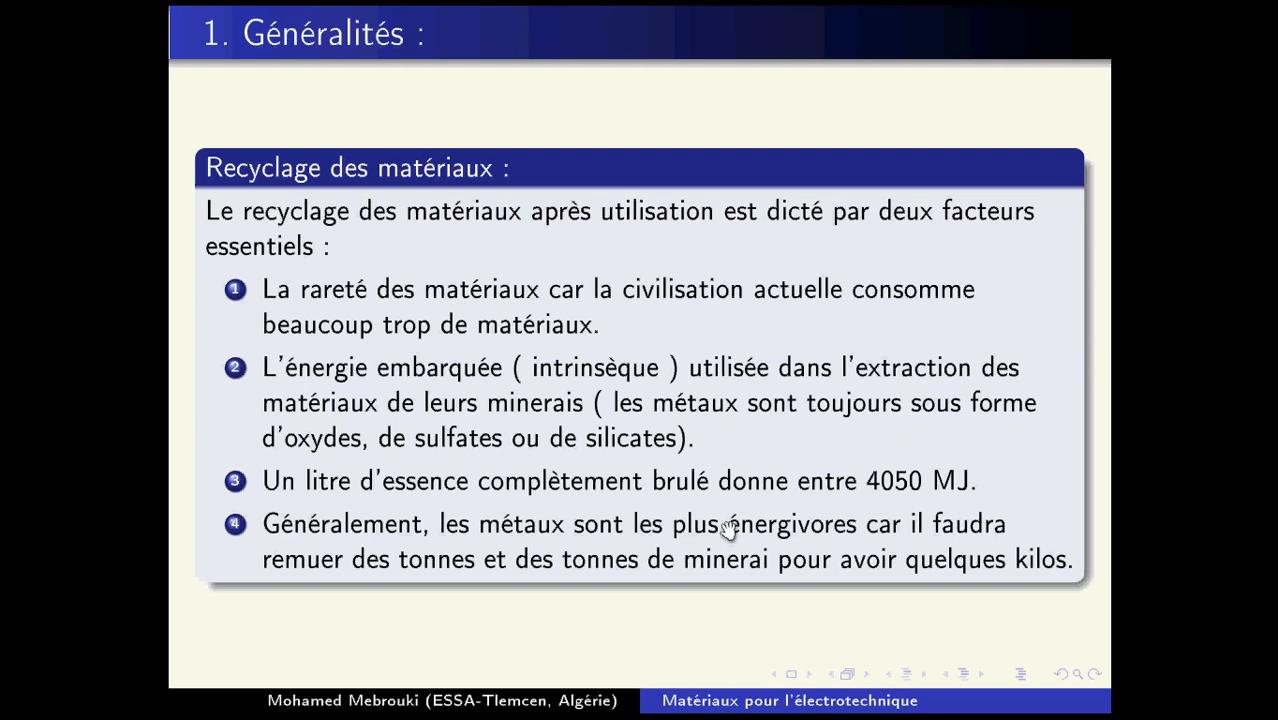 1. Généralités :
Recyclage des matériaux :
Le recyclage des matériaux après utilisation est dicté par deux facteurs
essentiels :
1 La rareté des matériaux car la civilisation actuelle consomme
beaucoup trop de matériaux.
2 L'énergie embarquée ( intrinsèque ) utilisée dans l'extraction des
matériaux de leurs minerais ( les métaux sont toujours sous forme
d'oxydes, de sulfates ou de silicates).
3 Un litre d'essence complètement brulé donne entre 4050 MJ.
4 Généralement, les métaux sont les plus énergivores car il faudra
remuer des tonnes et des tonnes de minerai pour avoir quelques kilos.
Mohamed Mebrouki (ESSA-Tlemcen, Algérie) Matériaux pour l'électrotechnique